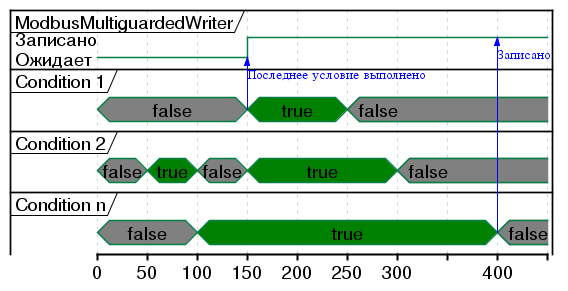 ModbusMultiguardedWriter
Записано
Ожидает
Последнее условие выполнено
Записано
Condition 1
false true false
Condition 2
false true false true false
Condition n
false true false
0 50 100 150 200 250 300 400